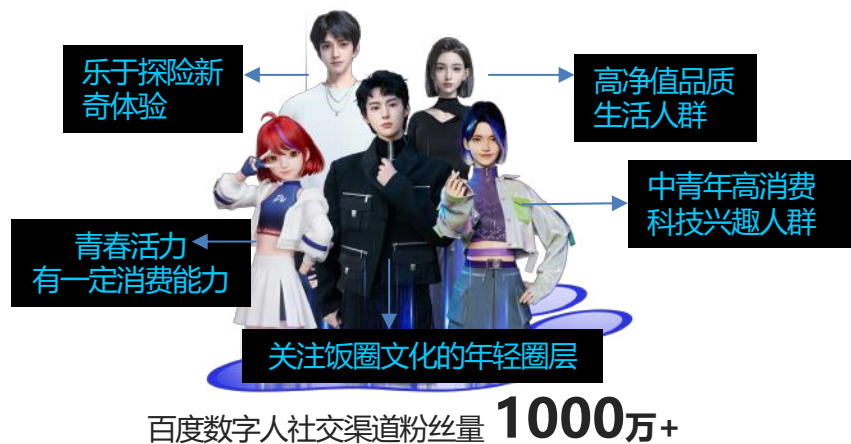 乐于探险新
奇体验
高净值品质
生活人群
中青年高消费
科技兴趣人群
青春活力
有一定消费能力
关注饭圈文化的年轻圈层
百度数字人社交渠道粉丝量 1000万+